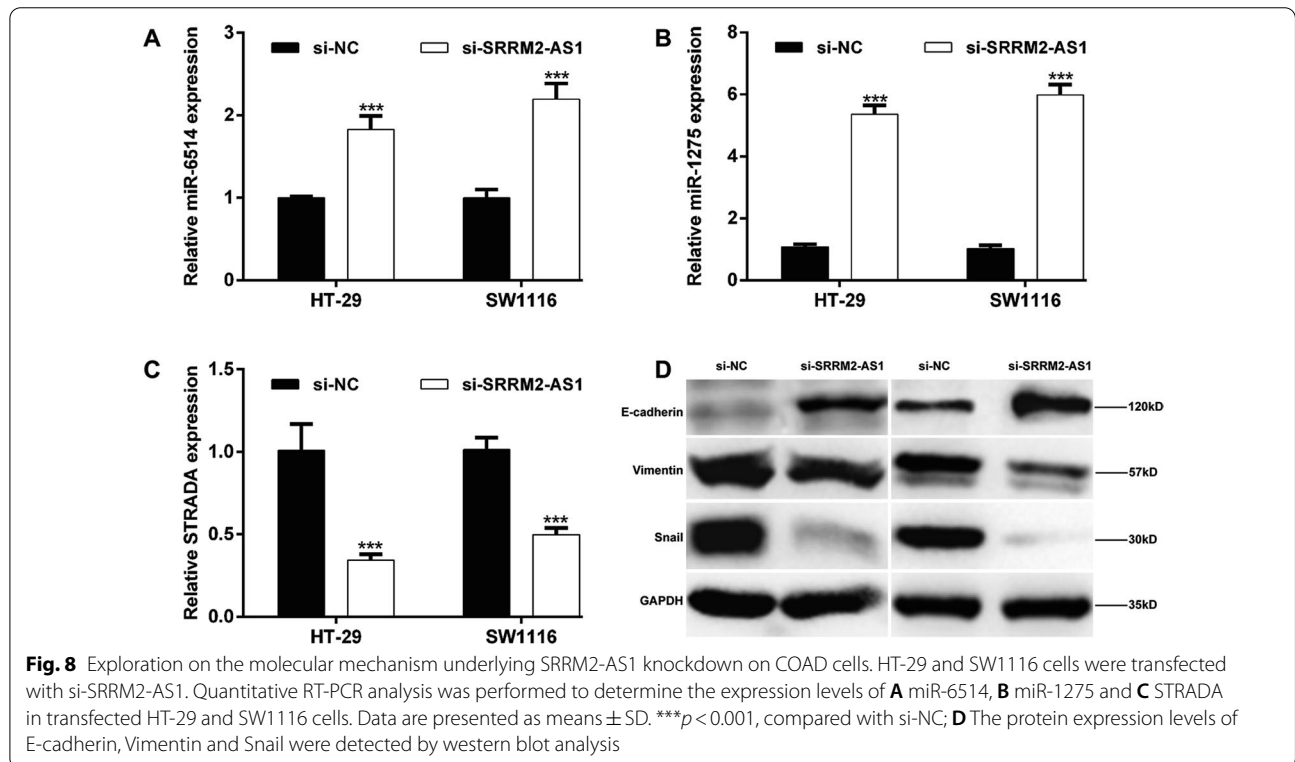 A
si-NC
si-SRRM2-AS1
Relative miR-6514 expression
3
2
1
0
***
***
HT-29
SW1116
B
si-NC
si-SRRM2-AS1
Relative miR-1275 expression
8
6
4
2
0
***
***
HT-29
SW1116
C
si-NC
si-SRRM2-AS1
Relative STRADA expression
1.5
1.0
0.5
0.0
***
***
HT-29
SW1116
D
si-NC si-SRRM2-AS1 si-NC si-SRRM2-AS1
E-cadherin 120kD
Vimentin 57kD
Snail 30kD
GAPDH 35kD
Fig. 8 Exploration on the molecular mechanism underlying SRRM2-AS1 knockdown on COAD cells. HT-29 and SW1116 cells were transfected
with si-SRRM2-AS1. Quantitative RT-PCR analysis was performed to determine the expression levels of A miR-6514, B miR-1275 and C STRADA
in transfected HT-29 and SW1116 cells. Data are presented as means ± SD. ***p < 0.001, compared with si-NC; D The protein expression levels of
E-cadherin, Vimentin and Snail were detected by western blot analysis